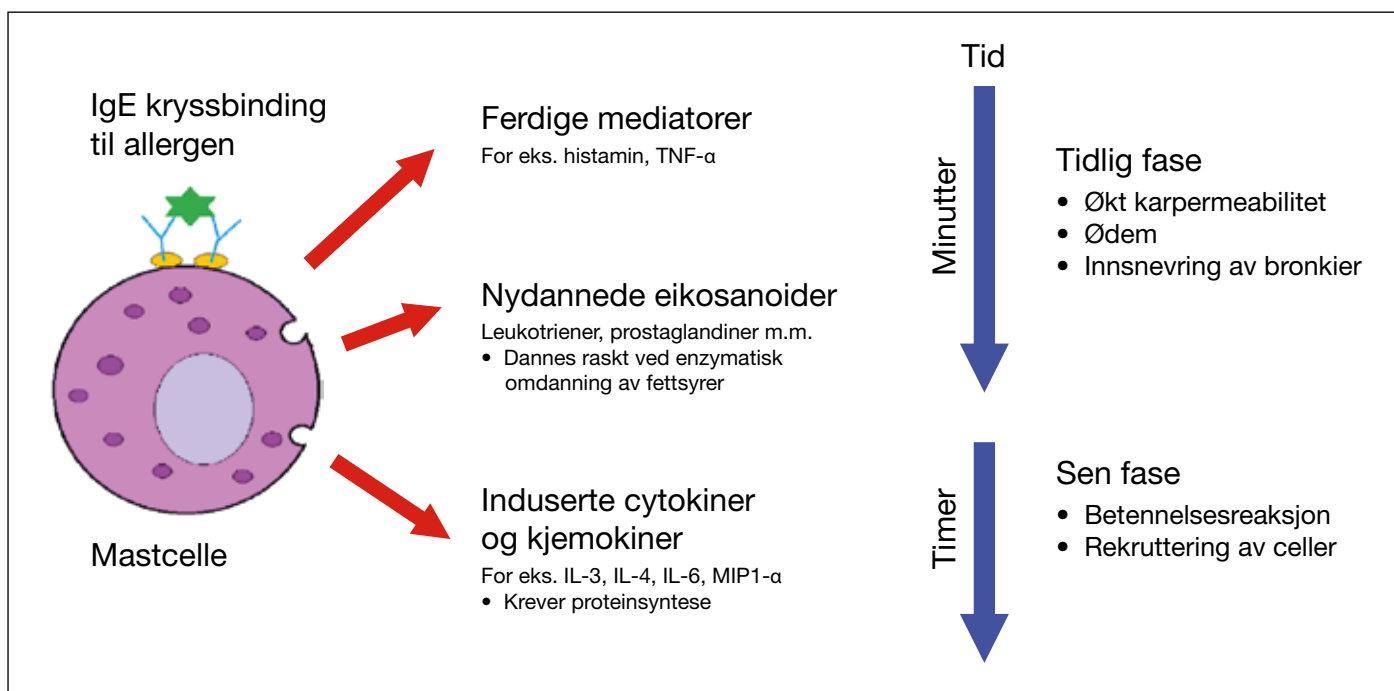 IgE kryssbinding
til allergen
Mastcelle
Ferdige mediatorer
For eks. histamin, TNF-α
Nydannede eikosanoider
Leukotriener, prostaglandiner m.m.
• Dannes raskt ved enzymatisk
omdanning av fettsyrer
Induserte cytokiner
og kjemokiner
For eks. IL-3, IL-4, IL-6, MIP1-α
• Krever proteinsyntese
Tid
Minutter
Timer
Tidlig fase
• Økt karpermeabilitet
• Ødem
• Innsnevring av bronkier
Sen fase
• Betennelsesreaksjon
• Rekruttering av celler